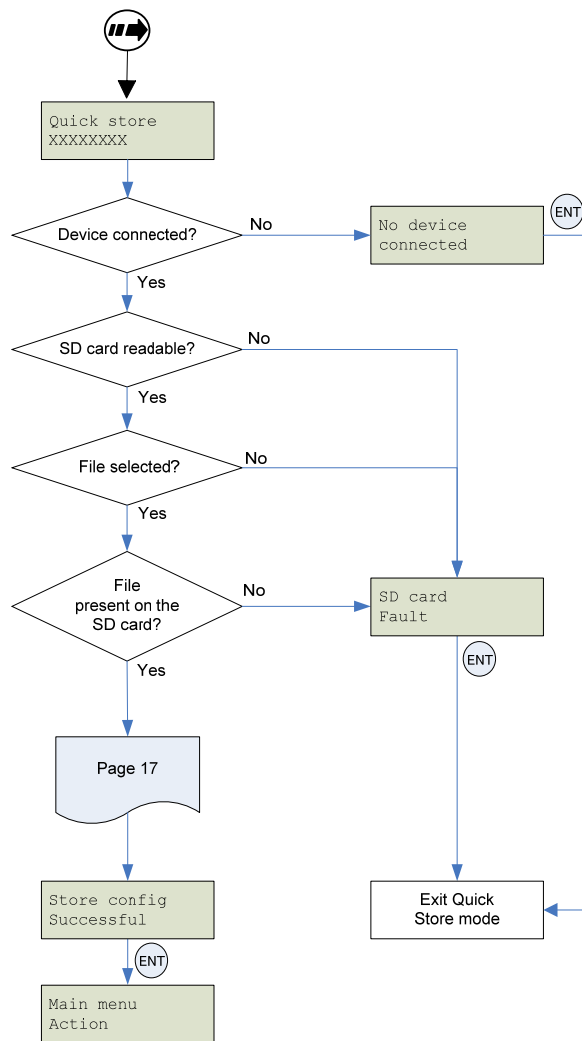 Quick store
XXXXXXXX
Device connected?
No
No device
connected
ENT
Yes
SD card readable?
No
Yes
File selected?
No
Yes
File
present on the
SD card?
No
SD card
Fault
ENT
Yes
Page 17
Store config
Successful
Exit Quick
Store mode
ENT
Main menu
Action